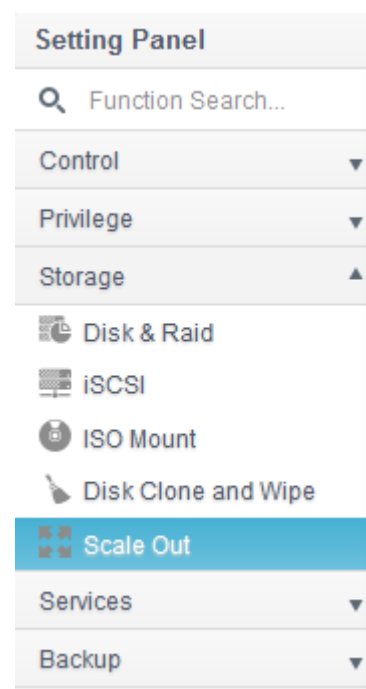 Setting Panel
Function Search...
Control
Privilege
Storage
Disk & Raid
iSCSI
ISO Mount
Disk Clone and Wipe
Scale Out
Services
Backup